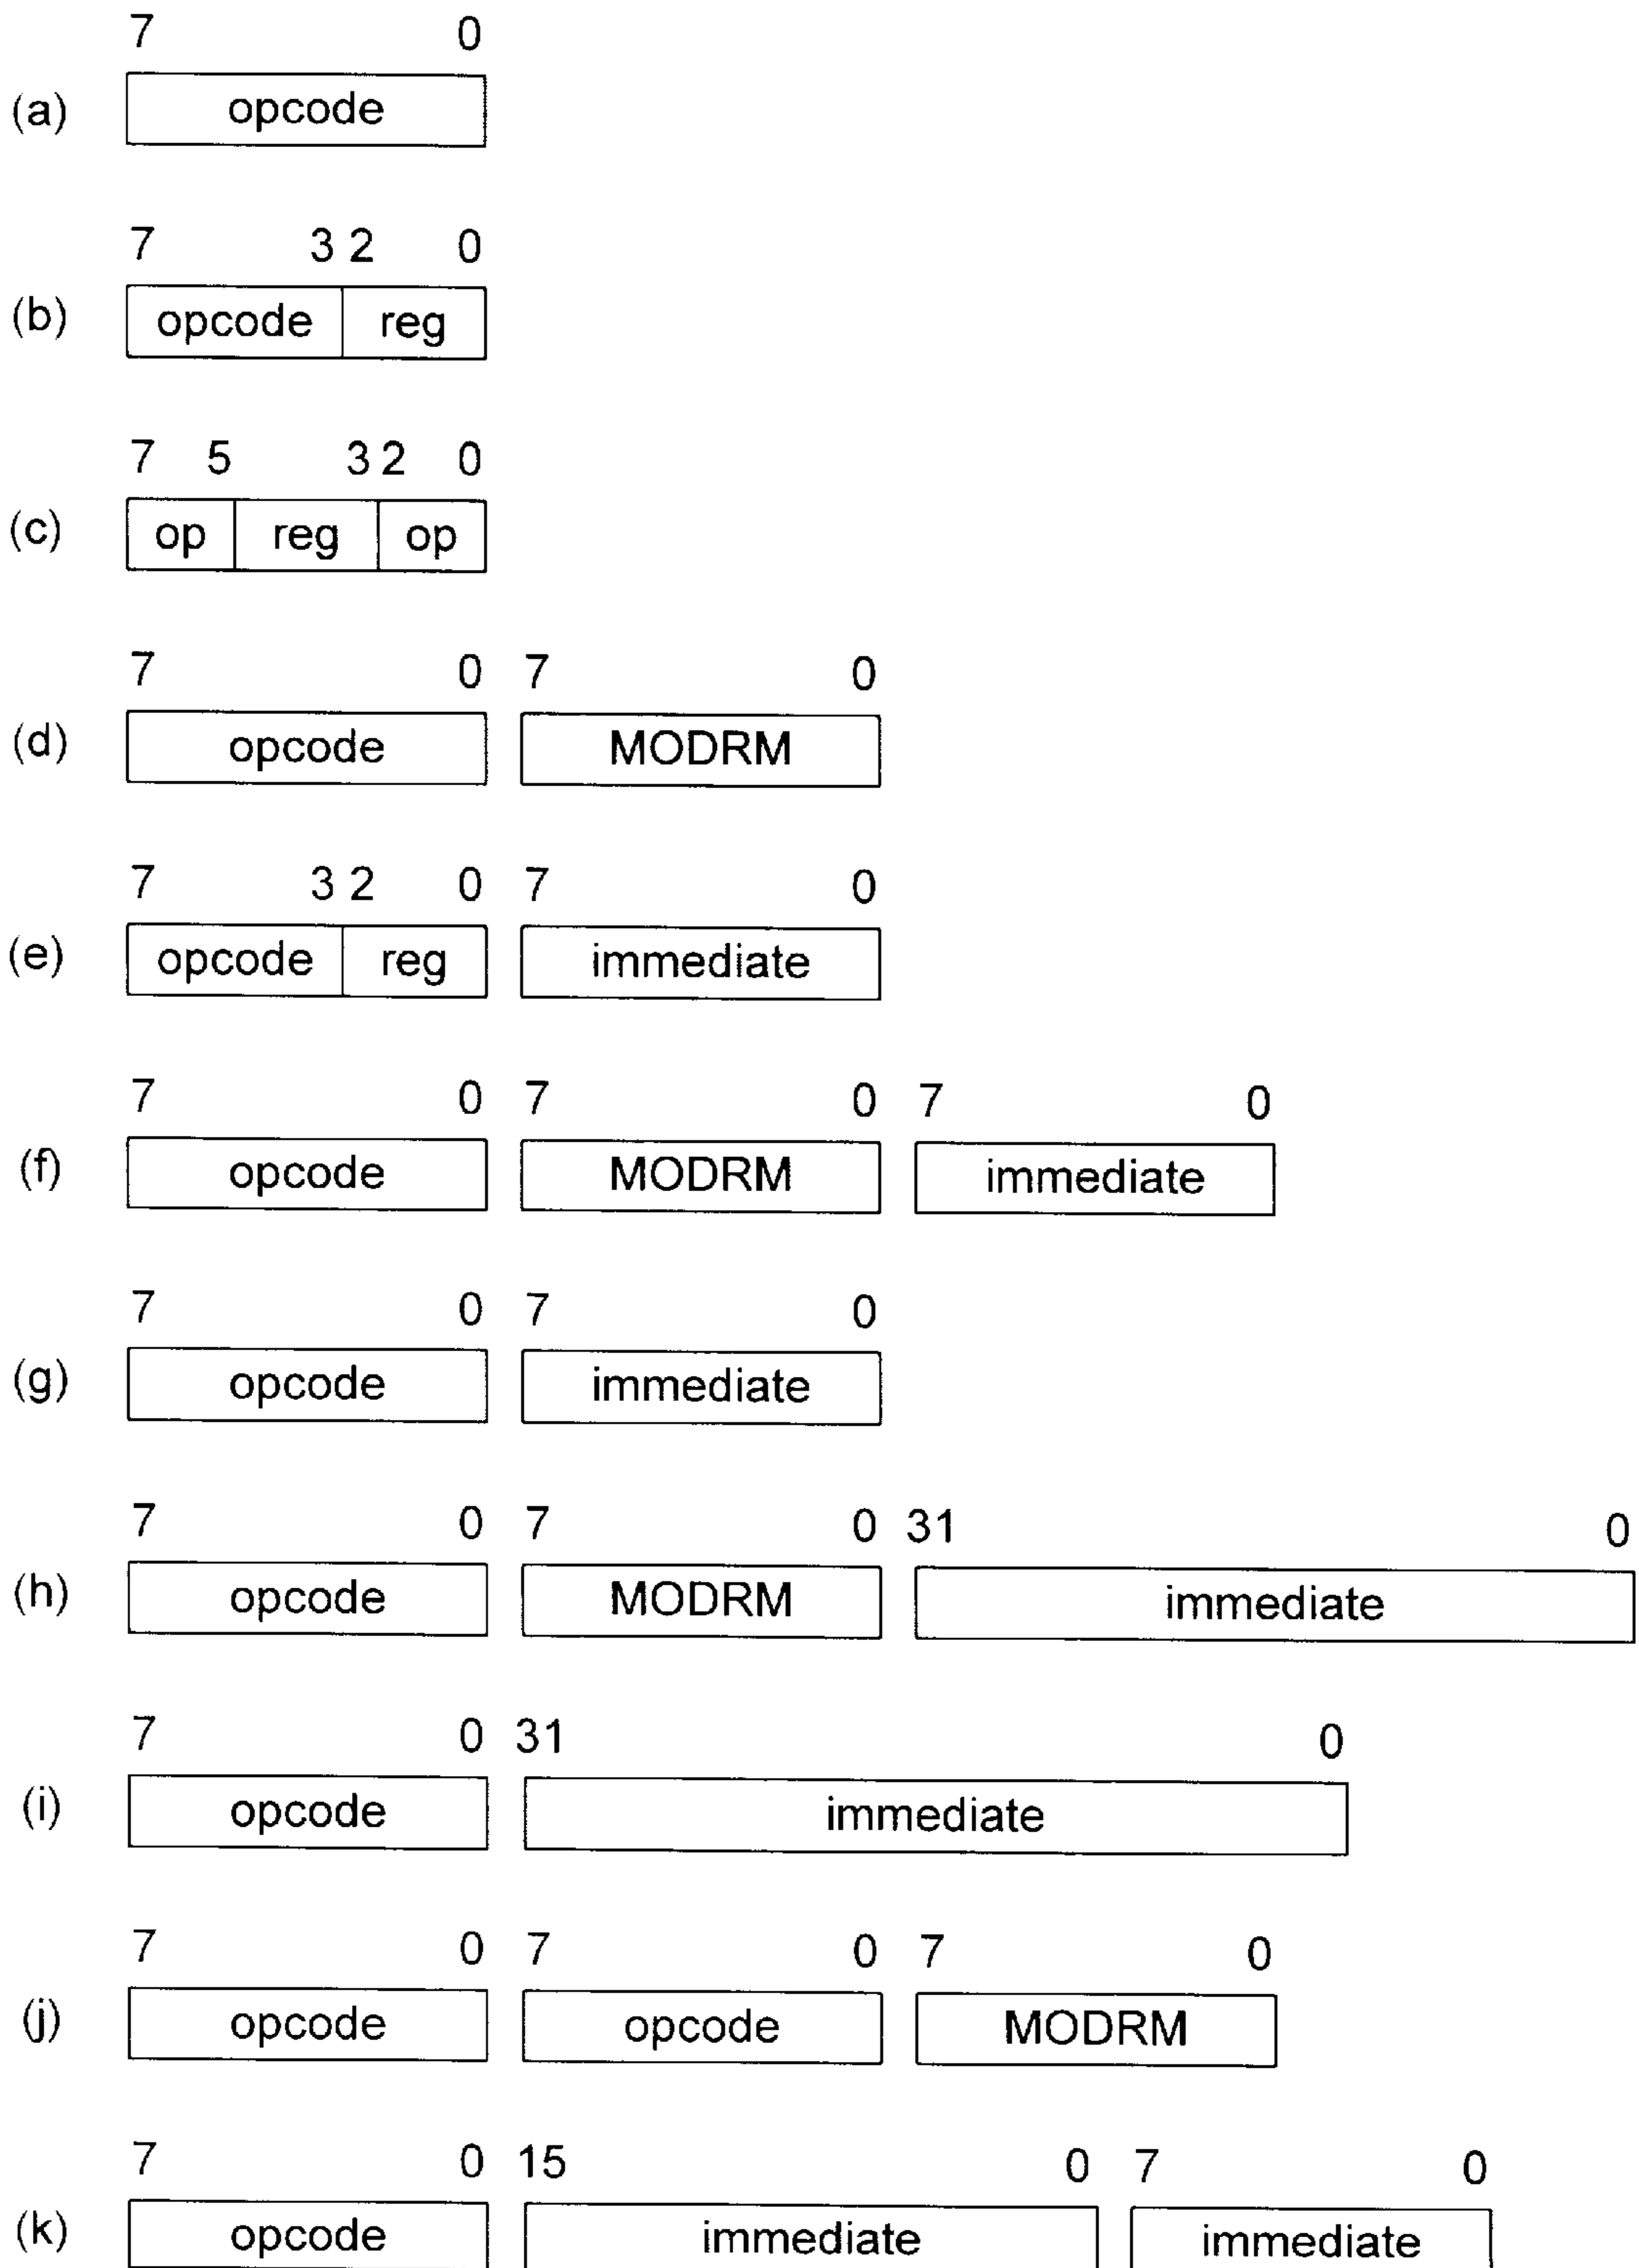 7 0
(a) opcode
7 3 2 0
(b) opcode reg
7 5 3 2 0
(c) op reg op
7 0 7 0
(d) opcode MODRM
7 3 2 0 7 0
(e) opcode reg immediate
7 0 7 0 7 0
(f) opcode MODRM immediate
7 0 7 0
(g) opcode immediate
7 0 7 0 31 0
(h) opcode MODRM immediate
7 0 31 0
(i) opcode immediate
7 0 7 0 7 0
(j) opcode opcode MODRM
7 0 15 0 7 0
(k) opcode immediate immediate